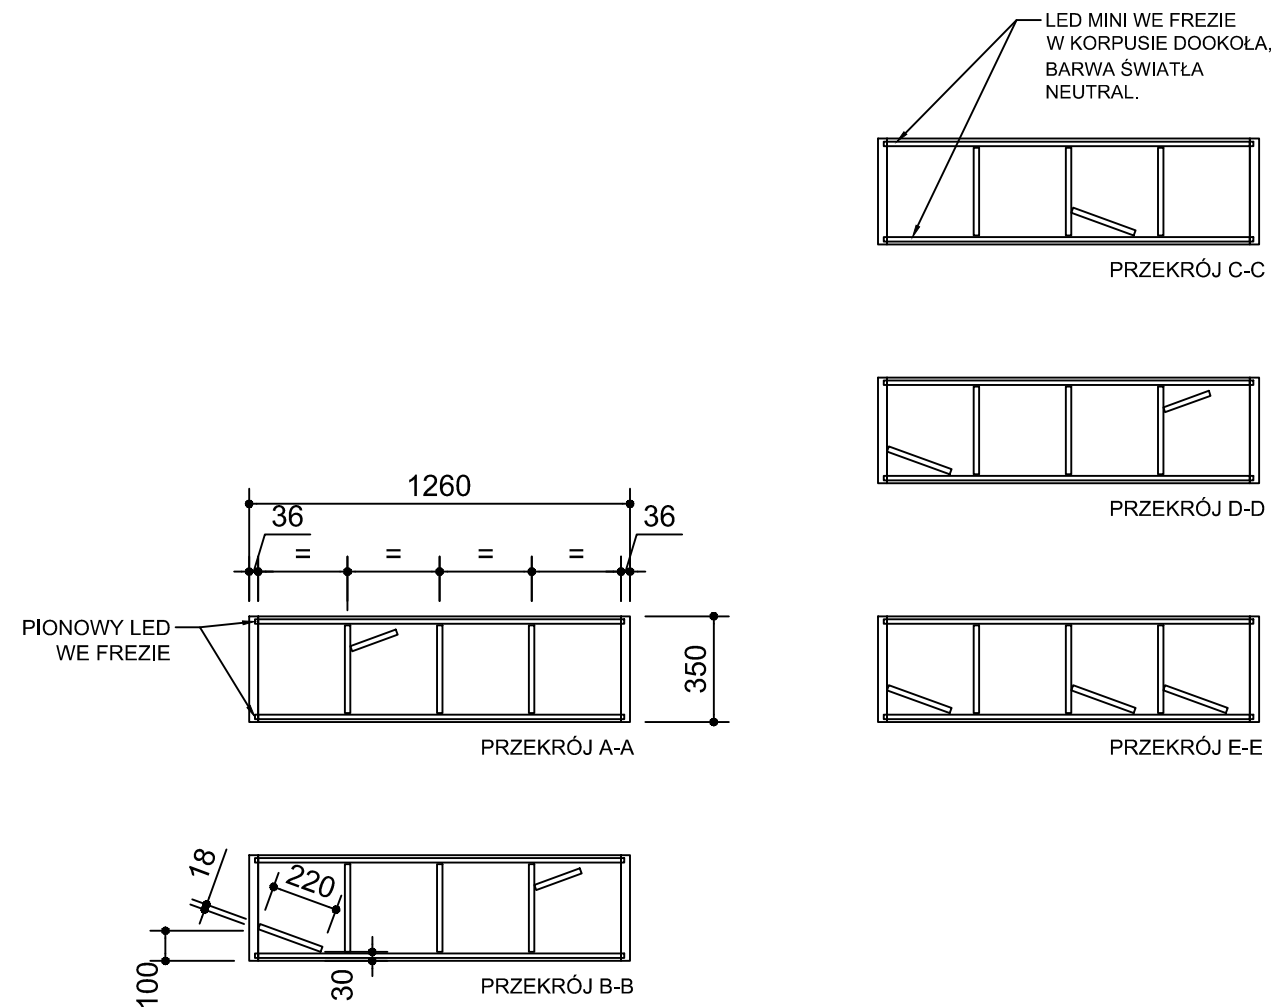 LED MINI WE FREZIE
W KORPUSIE DOOKOŁA,
BARWA ŚWIATŁA
NEUTRAL.
PRZEKRÓJ C-C
PRZEKRÓJ D-D
1260
36
36
= = = =
PIONOWY LED
WE FREZIE
350
PRZEKRÓJ A-A
PRZEKRÓJ E-E
18
220
100
30
PRZEKRÓJ B-B